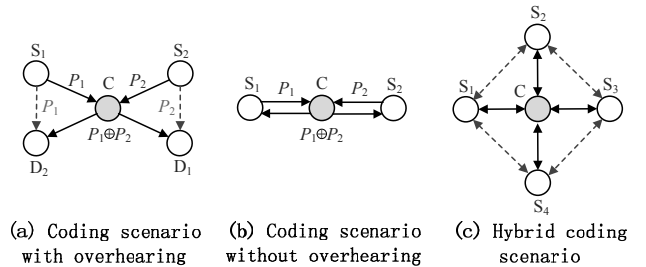 S₁ S₂
P₁ C P₂
P₁ P₂
P₁⊕P₂
D₂ D₁
(a) Coding scenario
with overhearing
S₁ P₁ C P₂ S₂
P₁⊕P₂
(b) Coding scenario
without overhearing
S₂
S₁ C S₃
S₄
(c) Hybrid coding
scenario